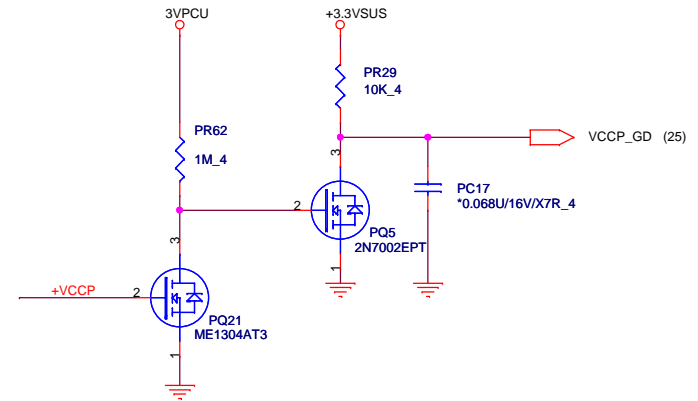 3VPCU
+3.3VSUS
PR29
10K_4
VCCP_GD (25)
PR62
1M_4
3
PC17
*0.068U/16V/X7R_4
2
PQ5
2N7002EPT
3
1
+VCCP
2
PQ21
ME1304AT3
1